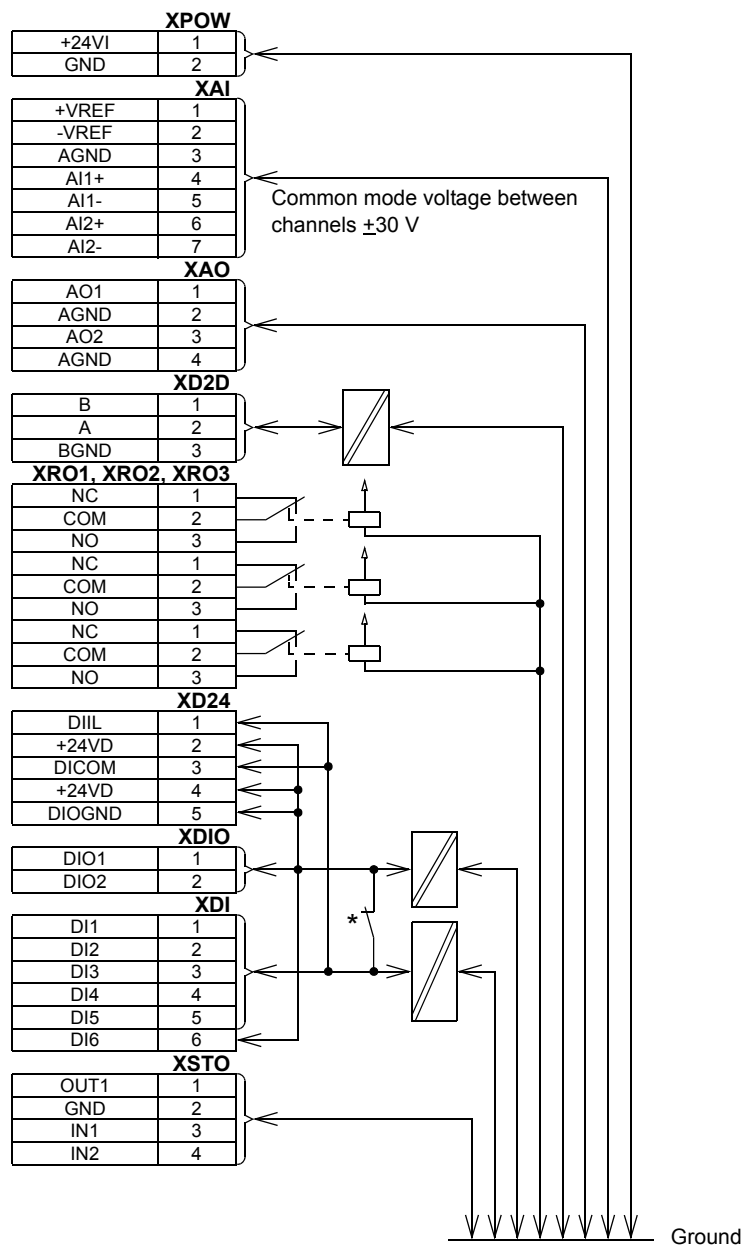 XPOW
+24VI 1
GND 2
XAI
+VREF 1
-VREF 2
AGND 3
AI1+ 4
AI1- 5
AI2+ 6
AI2- 7
Common mode voltage between
channels ±30 V
XAO
AO1 1
AGND 2
AO2 3
AGND 4
XD2D
B 1
A 2
BGND 3
XRO1, XRO2, XRO3
NC 1
COM 2
NO 3
NC 1
COM 2
NO 3
NC 1
COM 2
NO 3
XD24
DIIL 1
+24VD 2
DICOM 3
+24VD 4
DIOGND 5
XDIO
DIO1 1
DIO2 2
XDI
*
DI1 1
DI2 2
DI3 3
DI4 4
DI5 5
DI6 6
XSTO
OUT1 1
GND 2
IN1 3
IN2 4
Ground